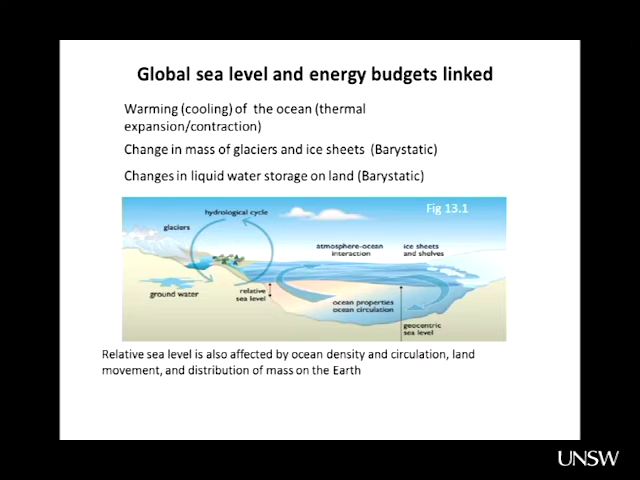 Global sea level and energy budgets linked
Warming (cooling) of the ocean (thermal
expansion/contraction)
Change in mass of glaciers and ice sheets (Barystatic)
Changes in liquid water storage on land (Barystatic)
Fig 13.1
hydrological cycle
glaciers
atmosphere-ocean
interaction
ice sheets
and shelves
ground water
relative
sea level
ocean properties
ocean circulation
geocentric
sea level
Relative sea level is also affected by ocean density and circulation, land
movement, and distribution of mass on the Earth
UNSW